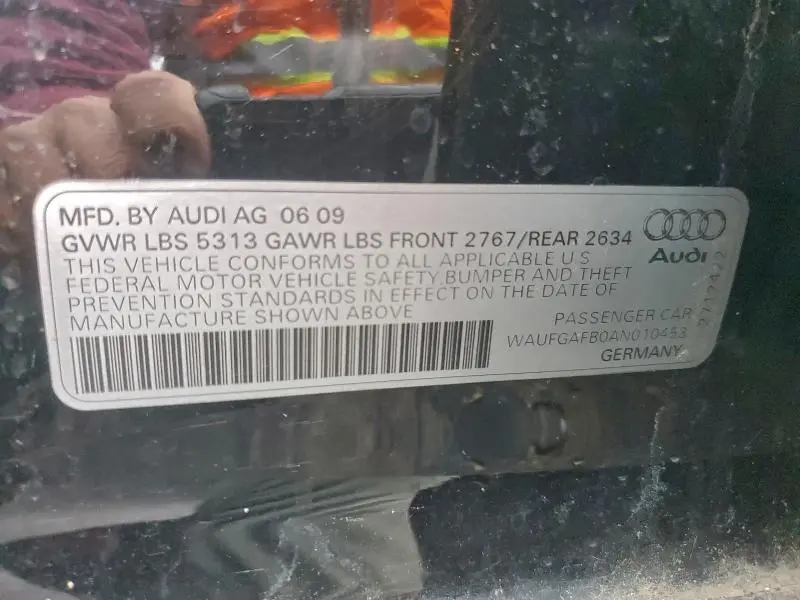 MFD. BY AUDI AG 06 09
GVWR LBS 5313 GAWR LBS FRONT 2767/REAR 2634
THIS VEHICLE CONFORMS TO ALL APPLICABLE U S
FEDERAL MOTOR VEHICLE SAFETY, BUMPER AND THEFT
PREVENTION STANDARDS IN EFFECT ON THE DATE OF
MANUFACTURE SHOWN ABOVE
Audi
PASSENGER CAR
WAUFGAFB0AN010453
GERMANY